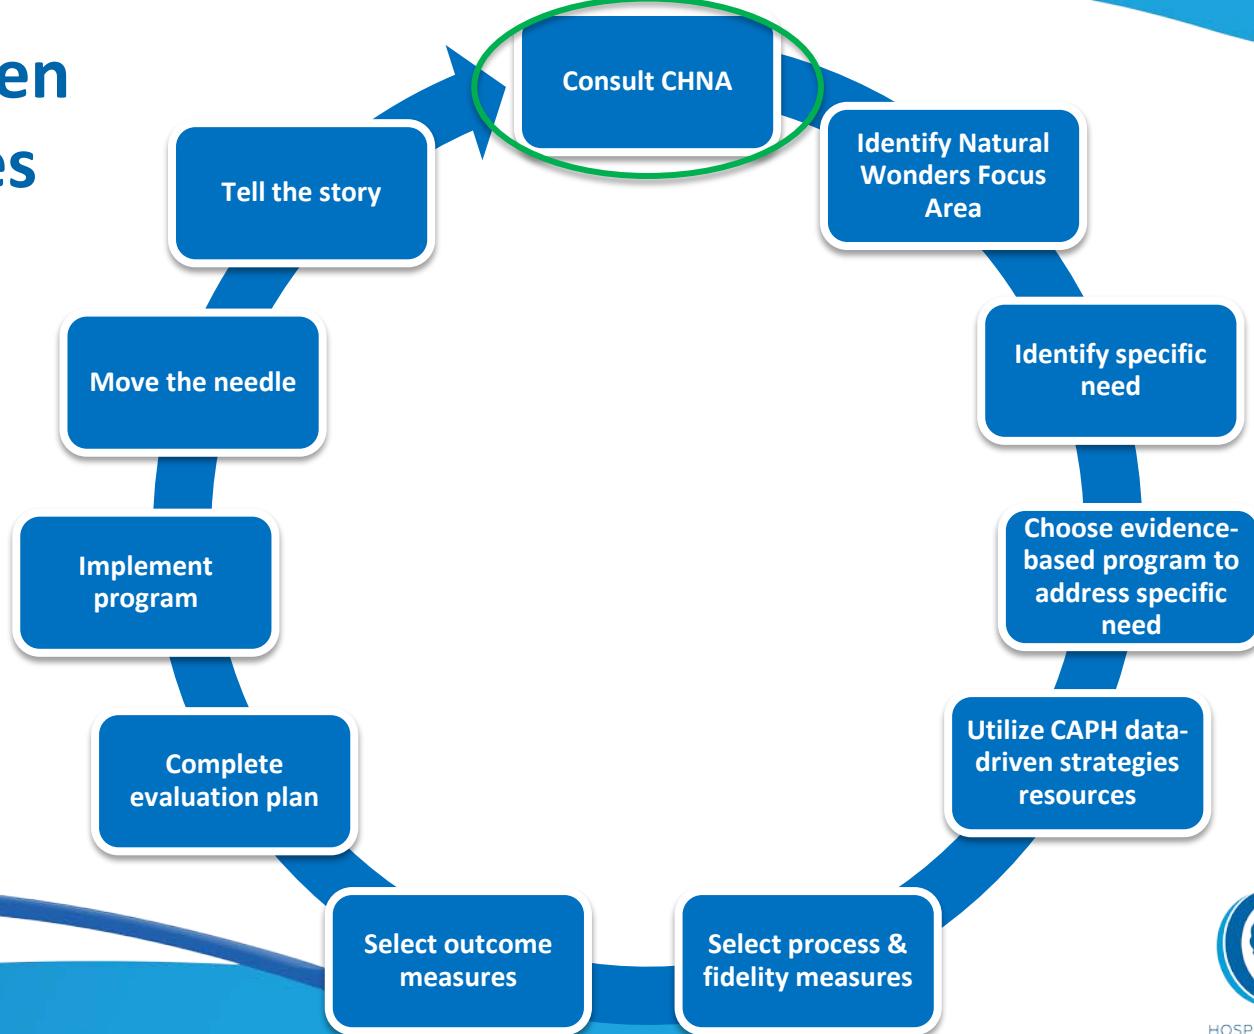 en
es
Consult CHNA
Identify Natural
Wonders Focus
Area
Identify specific
need
Choose evidence-
based program to
address specific
need
Utilize CAPH data-
driven strategies
resources
Select process &
fidelity measures
Select outcome
measures
Complete
evaluation plan
Implement
program
Move the needle
Tell the story
HOSP